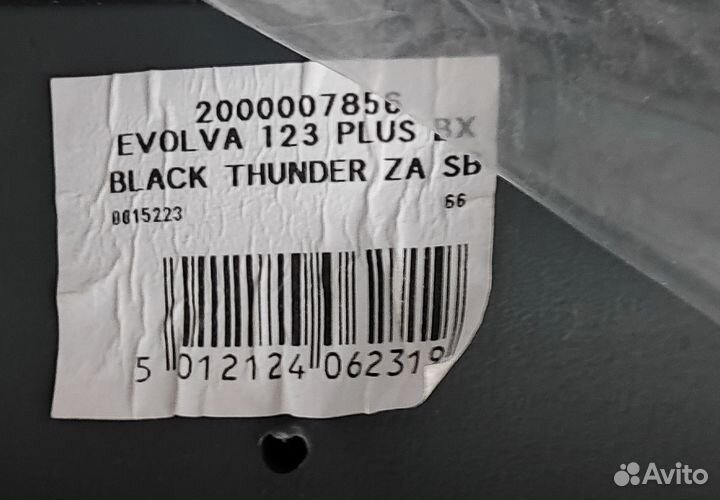 2000007856
EVOLVA 123 PLUS BX
BLACK THUNDER ZA Sb
0015223 66
5 012124 062319
Avito